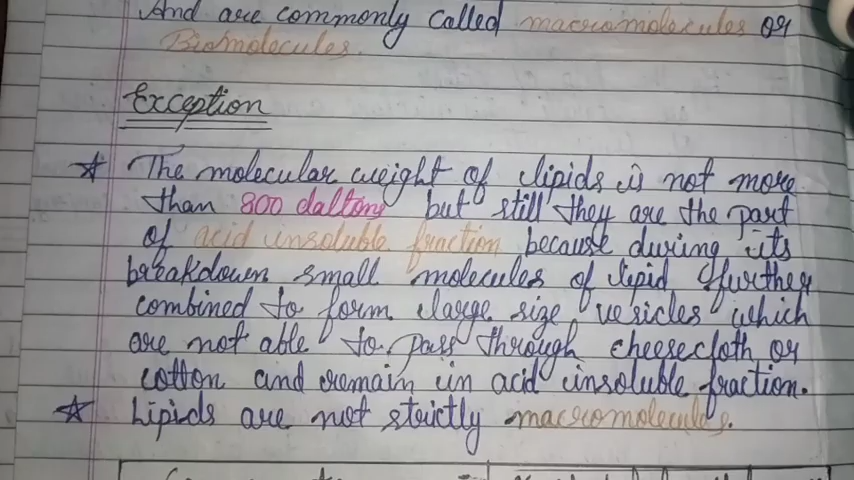 And are commonly called macromolecules or
Biomolecules.
Exception
☆ The molecular weight of lipids is not more
than 800 daltons but still they are the part
of acid insoluble fraction because during its
breakdown small molecules of lipid further
combined to form large size vesicles which
are not able to pass through cheesecloth or
cotton and remain in acid insoluble fraction.
☆ Lipids are not strictly macromolecules.